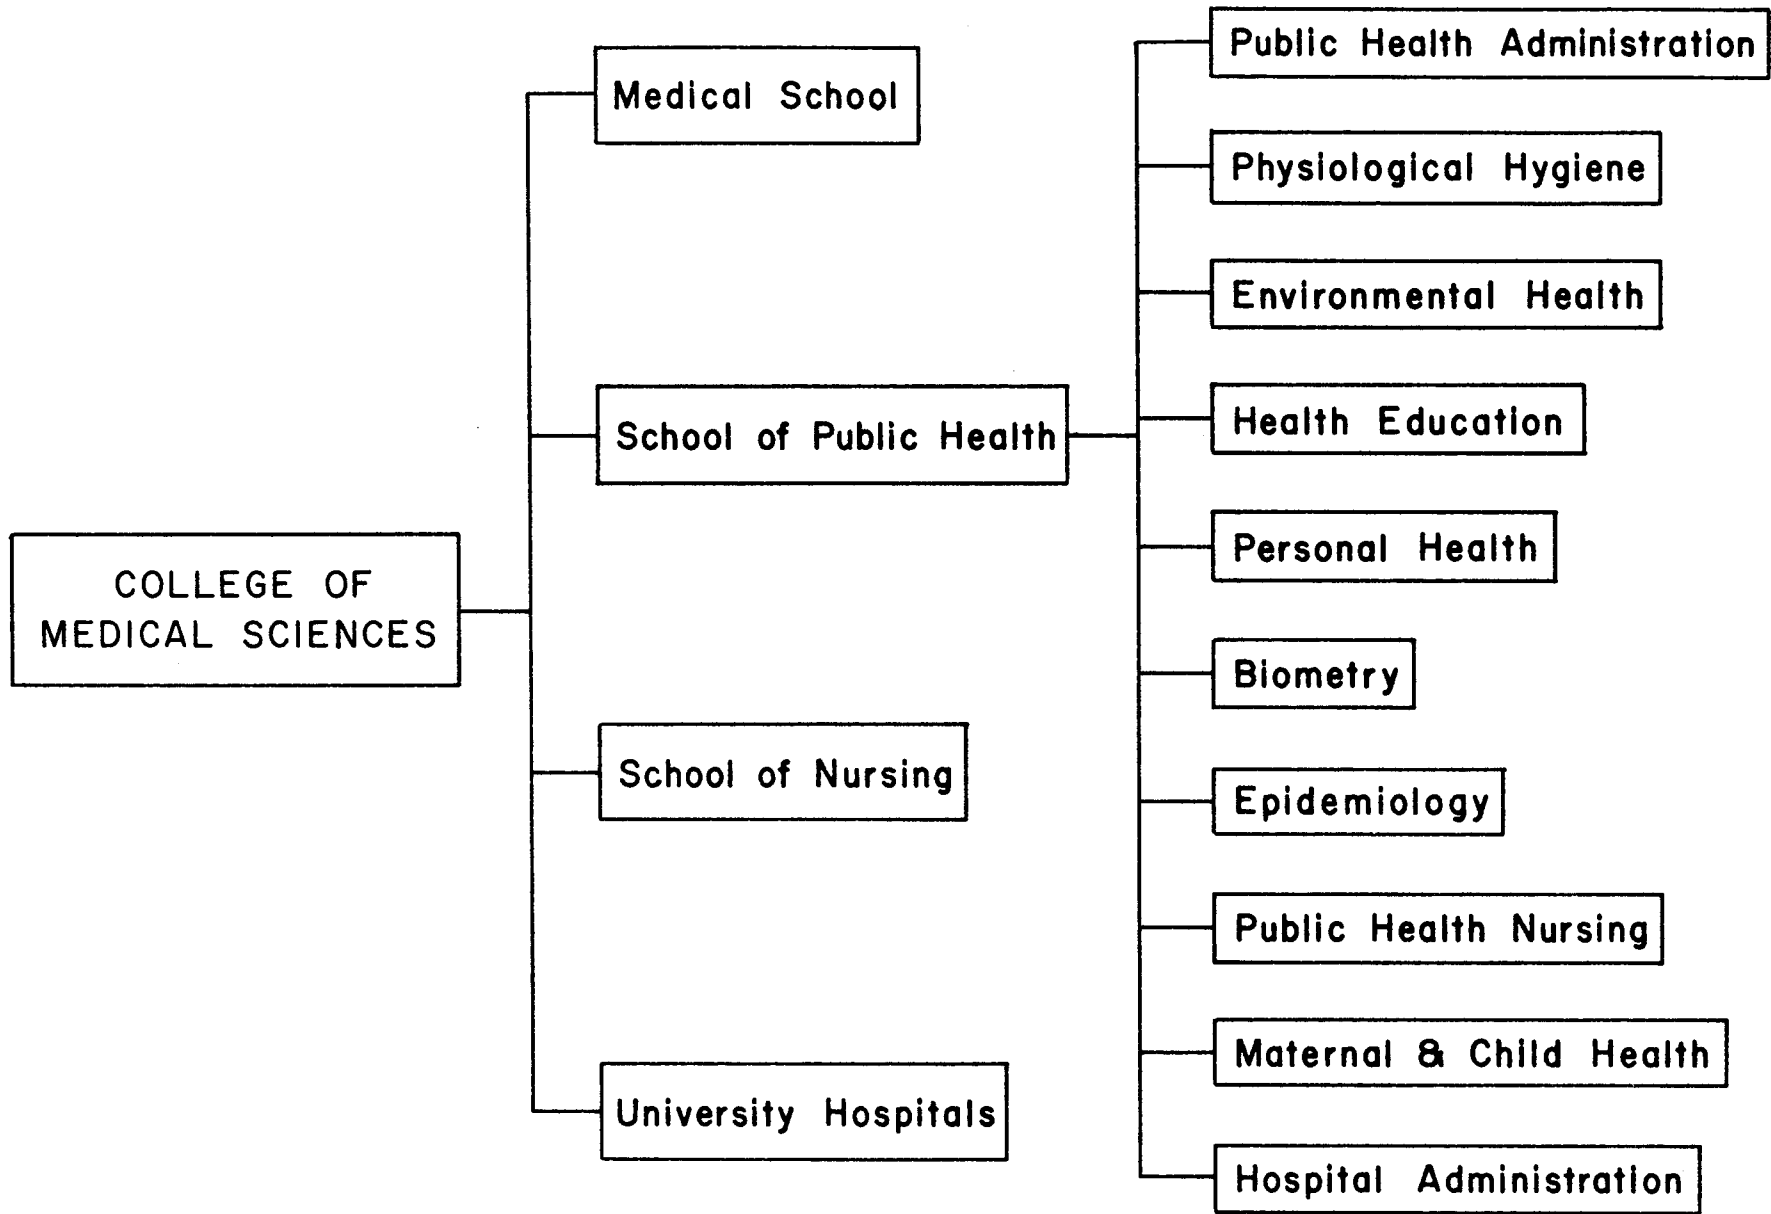 COLLEGE OF
MEDICAL SCIENCES
Medical School
School of Public Health
School of Nursing
University Hospitals
Public Health Administration
Physiological Hygiene
Environmental Health
Health Education
Personal Health
Biometry
Epidemiology
Public Health Nursing
Maternal & Child Health
Hospital Administration